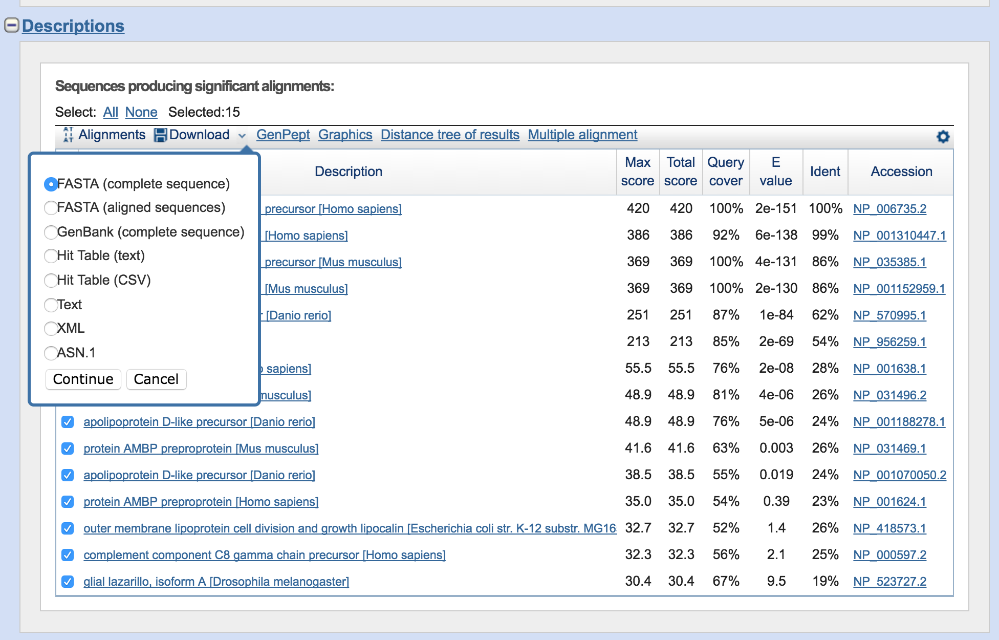 Descriptions
Sequences producing significant alignments:
Select: All None Selected:15
Alignments Download GenPept Graphics Distance tree of results Multiple alignment
Description Max score Total score Query cover E value Ident Accession
FASTA (complete sequence)
FASTA (aligned sequences)
GenBank (complete sequence)
Hit Table (text)
Hit Table (CSV)
Text
XML
ASN.1
Continue Cancel
precursor [Homo sapiens] 420 420 100% 2e-151 100% NP_006735.2
[Homo sapiens] 386 386 92% 6e-138 99% NP_001310447.1
precursor [Mus musculus] 369 369 100% 4e-131 86% NP_035385.1
[Mus musculus] 369 369 100% 2e-130 86% NP_001152959.1
[Danio rerio] 251 251 87% 1e-84 62% NP_570995.1
213 213 85% 2e-69 54% NP_956259.1
sapiens] 55.5 55.5 76% 2e-08 28% NP_001638.1
musculus] 48.9 48.9 81% 4e-06 26% NP_031496.2
apolipoprotein D-like precursor [Danio rerio] 48.9 48.9 76% 5e-06 24% NP_001188278.1
protein AMBP preproprotein [Mus musculus] 41.6 41.6 63% 0.003 26% NP_031469.1
apolipoprotein D-like precursor [Danio rerio] 38.5 38.5 55% 0.019 24% NP_001070050.2
protein AMBP preproprotein [Homo sapiens] 35.0 35.0 54% 0.39 23% NP_001624.1
outer membrane lipoprotein cell division and growth lipocalin [Escherichia coli str. K-12 substr. MG16 32.7 32.7 52% 1.4 26% NP_418573.1
complement component C8 gamma chain precursor [Homo sapiens] 32.3 32.3 56% 2.1 25% NP_000597.2
glial lazarillo, isoform A [Drosophila melanogaster] 30.4 30.4 67% 9.5 19% NP_523727.2